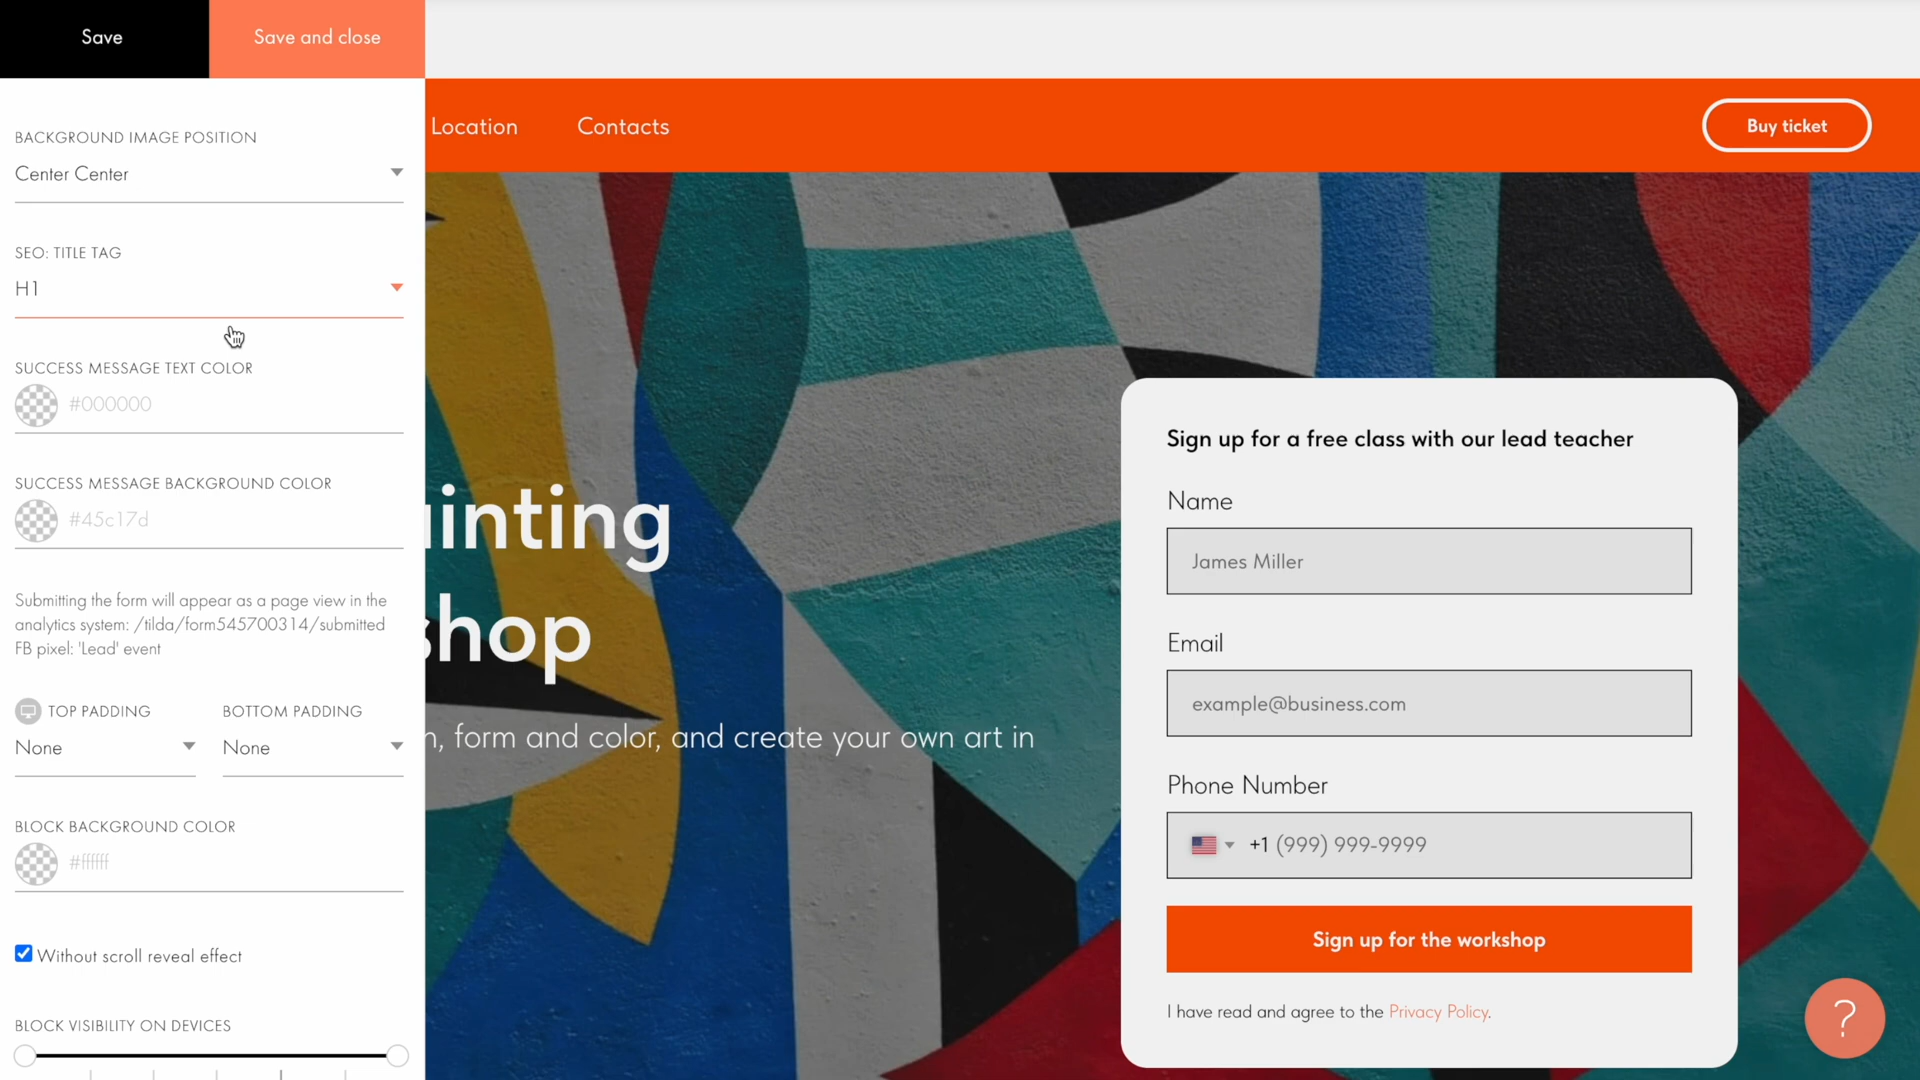 Save
Save and close
Location
Contacts
Buy ticket
BACKGROUND IMAGE POSITION
Center Center
SEO: TITLE TAG
H1
SUCCESS MESSAGE TEXT COLOR
#000000
SUCCESS MESSAGE BACKGROUND COLOR
#45c17d
Submitting the form will appear as a page view in the
analytics system: /tilda/form545700314/submitted
FB pixel: 'Lead' event
TOP PADDING
BOTTOM PADDING
None
None
BLOCK BACKGROUND COLOR
#ffffff
Without scroll reveal effect
BLOCK VISIBILITY ON DEVICES
inting
hop
, form and color, and create your own art in
Sign up for a free class with our lead teacher
Name
James Miller
Email
example@business.com
Phone Number
+1 (999) 999-9999
Sign up for the workshop
I have read and agree to the Privacy Policy.
?